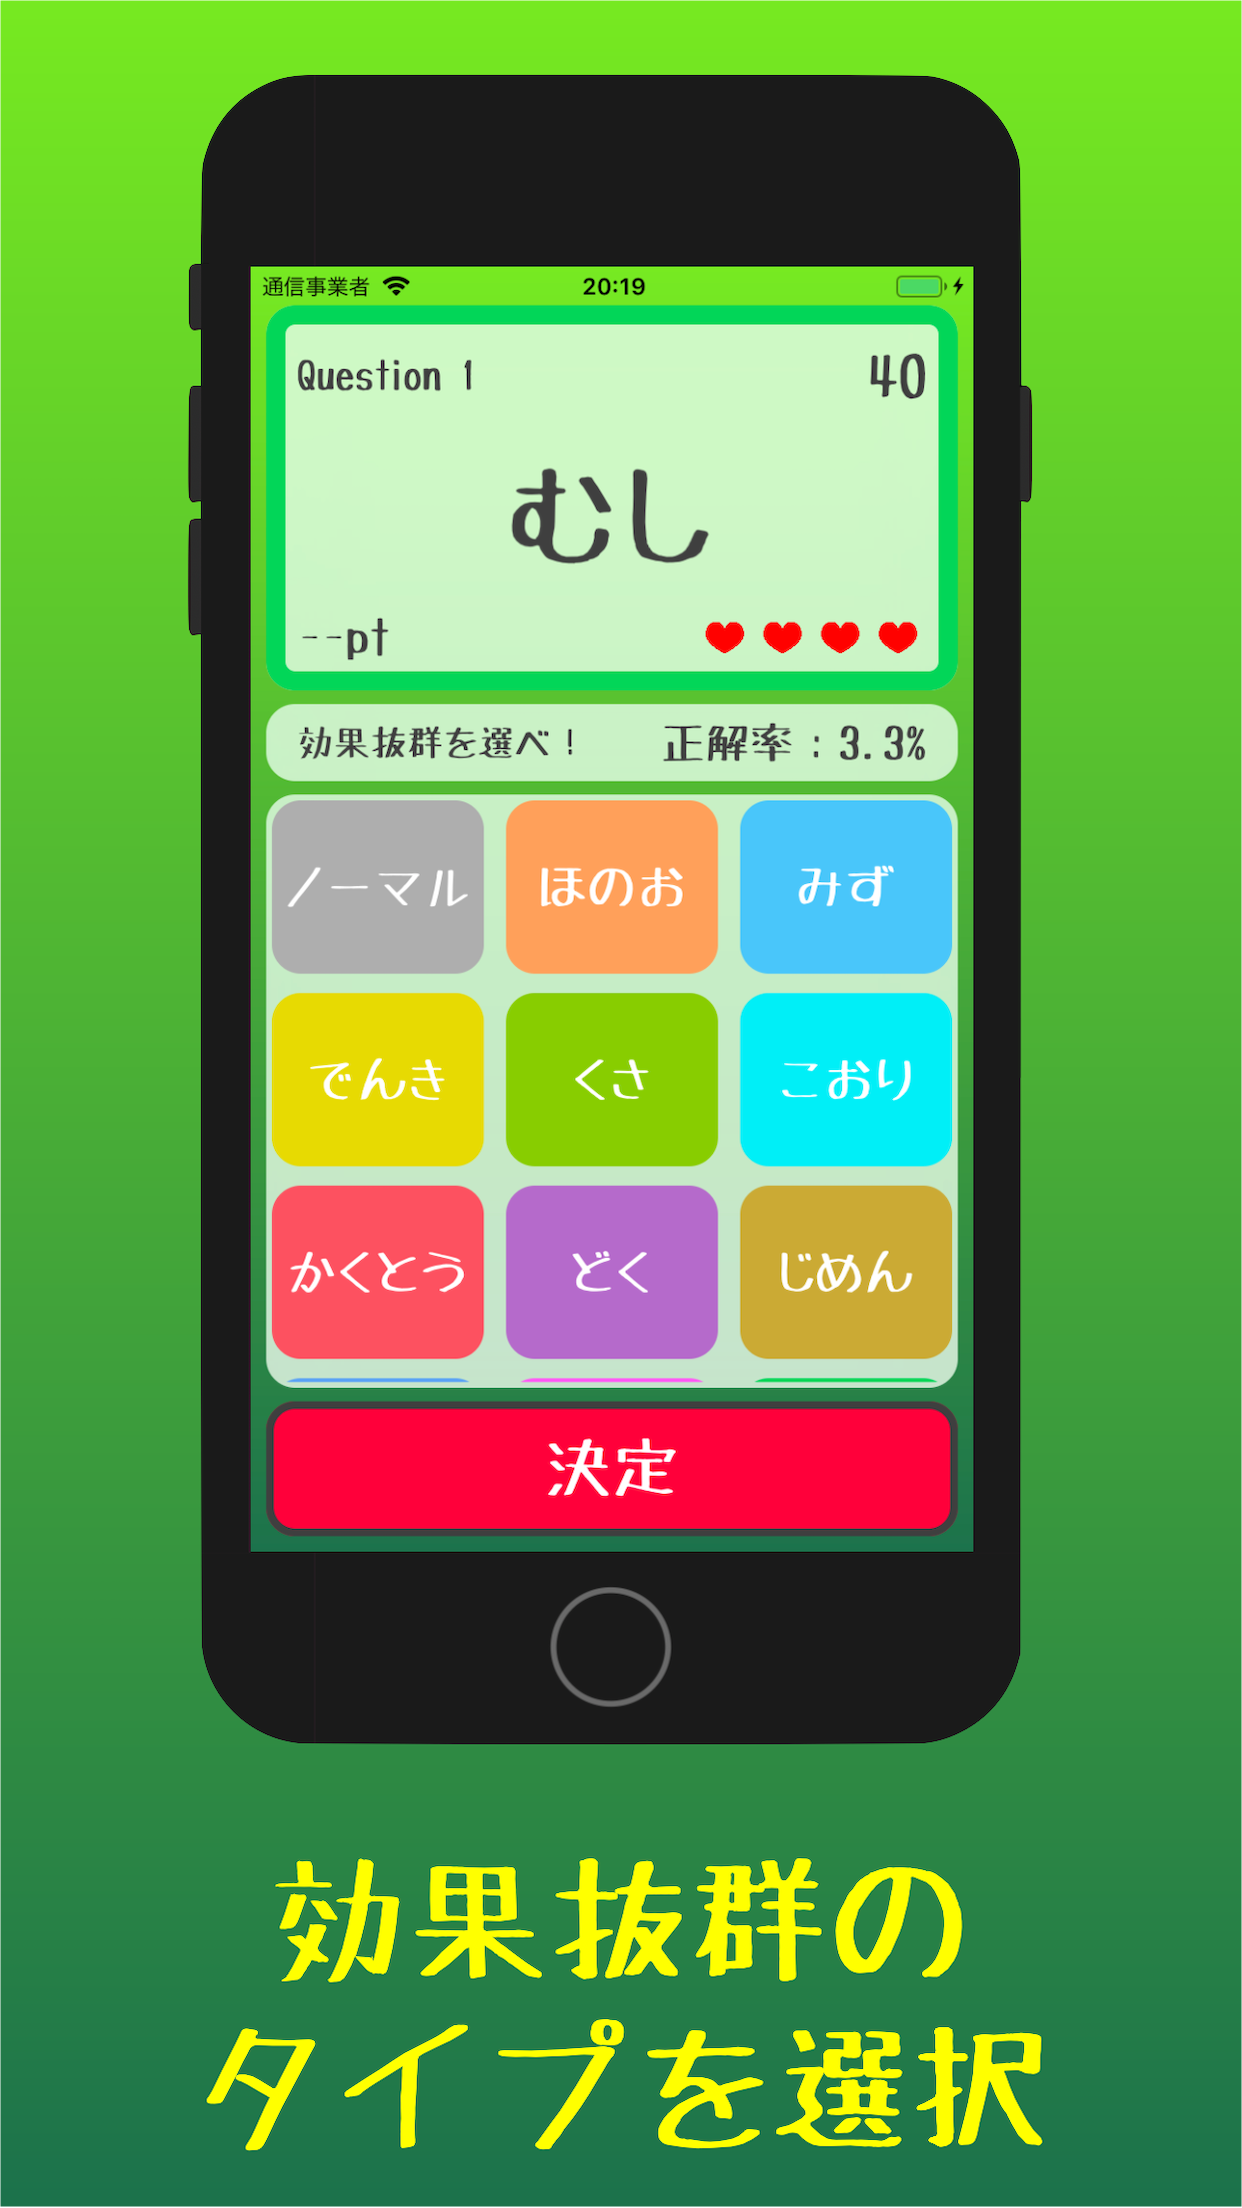 通信事業者
20:19
Question 1
40
むし
--pt
効果抜群を選べ！
正解率：3.3%
ノーマル
ほのお
みず
でんき
くさ
こおり
かくとう
どく
じめん
決定
効果抜群の
タイプを選択